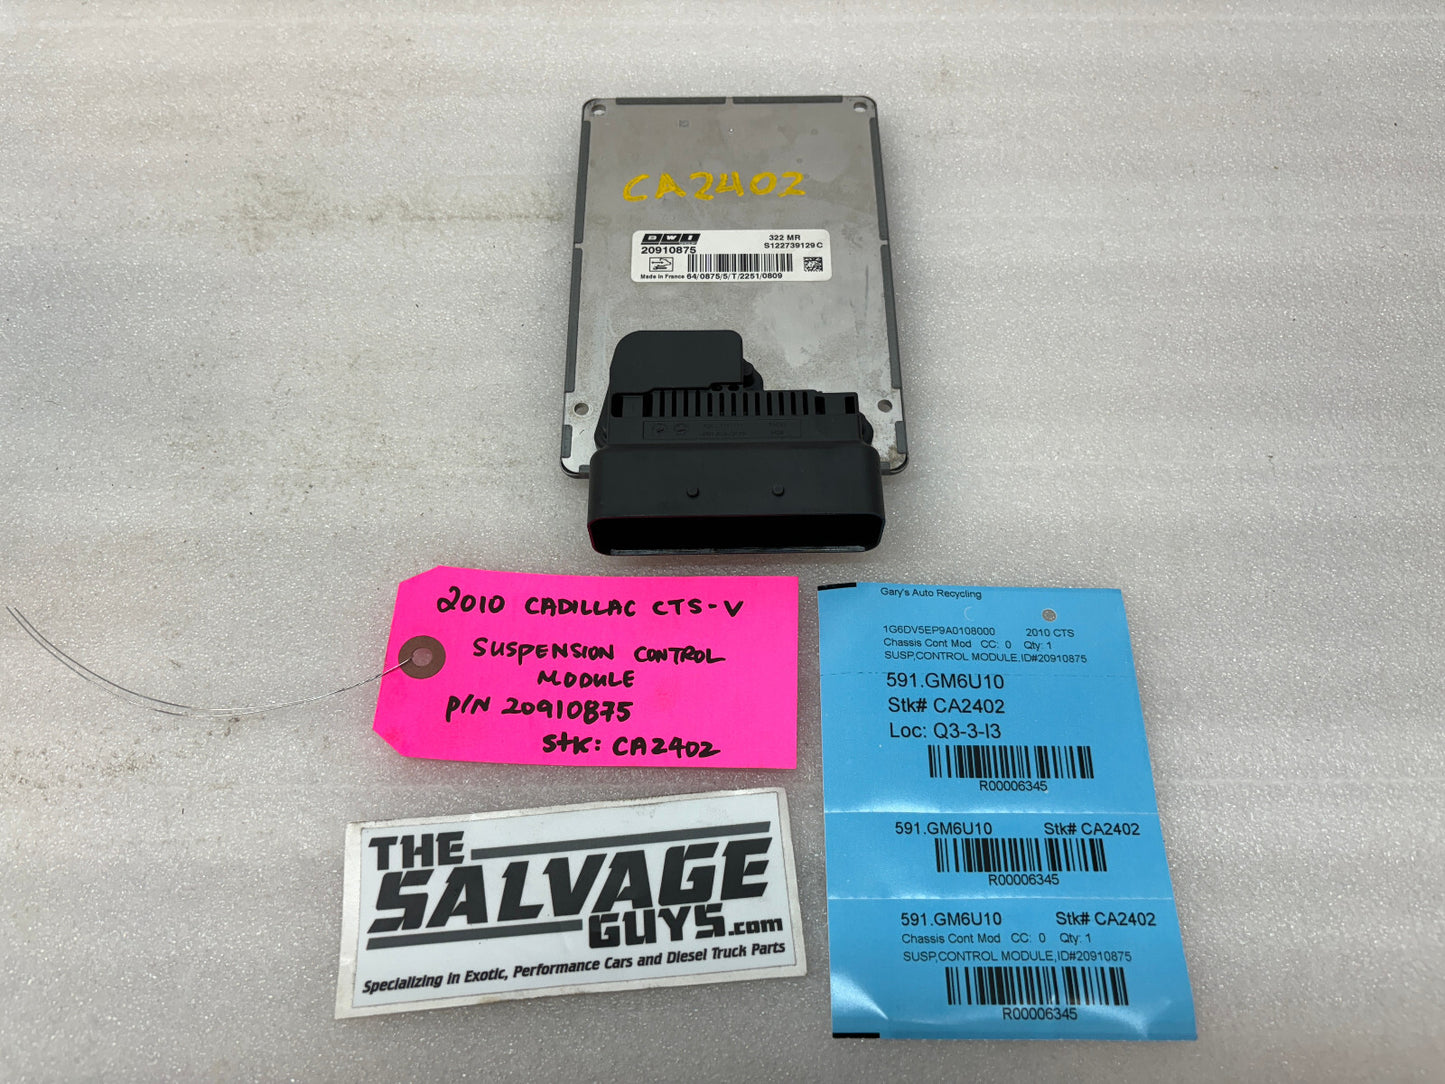 CA2402
BWI
20910875
322 MR
S122739129C
Made in France 64/0875/5/T/2251/0809
2010 CADILLAC CTS-V
SUSPENSION CONTROL
MODULE
P/N 20910875
Stk: CA2402
THE
SALVAGE
GUYS.com
Specializing in Exotic, Performance Cars and Diesel Truck Parts
Gary's Auto Recycling
1G6DV5EP9A0108000 2010 CTS
Chassis Cont Mod CC: 0 Qty: 1
SUSP,CONTROL MODULE,ID#20910875
591.GM6U10
Stk# CA2402
Loc: Q3-3-I3
R00006345
591.GM6U10 Stk# CA2402
R00006345
591.GM6U10 Stk# CA2402
Chassis Cont Mod CC: 0 Qty: 1
SUSP,CONTROL MODULE,ID#20910875
R00006345